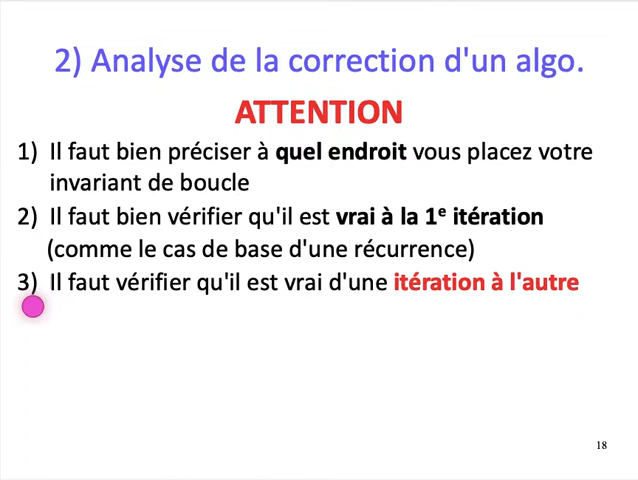 2) Analyse de la correction d'un algo.
ATTENTION
1) Il faut bien préciser à quel endroit vous placez votre
invariant de boucle
2) Il faut bien vérifier qu'il est vrai à la 1e itération
(comme le cas de base d'une récurrence)
3) Il faut vérifier qu'il est vrai d'une itération à l'autre
18